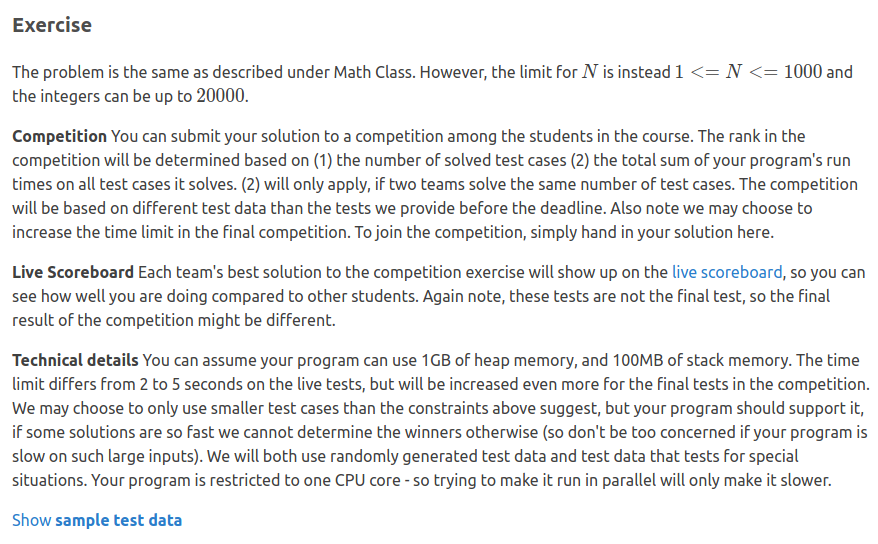 Exercise
The problem is the same as described under Math Class. However, the limit for N is instead 1 <= N <= 1000 and
the integers can be up to 20000.
Competition You can submit your solution to a competition among the students in the course. The rank in the
competition will be determined based on (1) the number of solved test cases (2) the total sum of your program's run
times on all test cases it solves. (2) will only apply, if two teams solve the same number of test cases. The competition
will be based on different test data than the tests we provide before the deadline. Also note we may choose to
increase the time limit in the final competition. To join the competition, simply hand in your solution here.
Live Scoreboard Each team's best solution to the competition exercise will show up on the live scoreboard, so you can
see how well you are doing compared to other students. Again note, these tests are not the final test, so the final
result of the competition might be different.
Technical details You can assume your program can use 1GB of heap memory, and 100MB of stack memory. The time
limit differs from 2 to 5 seconds on the live tests, but will be increased even more for the final tests in the competition.
We may choose to only use smaller test cases than the constraints above suggest, but your program should support it,
if some solutions are so fast we cannot determine the winners otherwise (so don't be too concerned if your program is
slow on such large inputs). We will both use randomly generated test data and test data that tests for special
situations. Your program is restricted to one CPU core - so trying to make it run in parallel will only make it slower.
Show sample test data